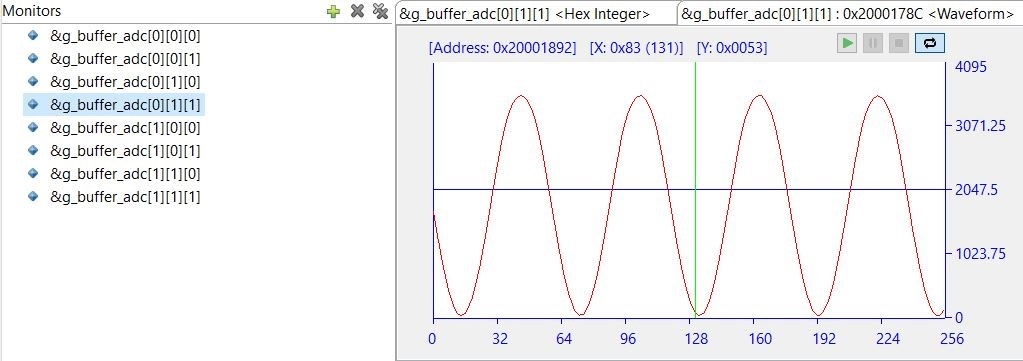 Monitors
&g_buffer_adc[0][0][0]
&g_buffer_adc[0][0][1]
&g_buffer_adc[0][1][0]
&g_buffer_adc[0][1][1]
&g_buffer_adc[1][0][0]
&g_buffer_adc[1][0][1]
&g_buffer_adc[1][1][0]
&g_buffer_adc[1][1][1]
&g_buffer_adc[0][1][1] <Hex Integer>
&g_buffer_adc[0][1][1] : 0x2000178C <Waveform>
[Address: 0x20001892] [X: 0x83 (131)] [Y: 0x0053]
4095
3071.25
2047.5
1023.75
0
0 32 64 96 128 160 192 224 256